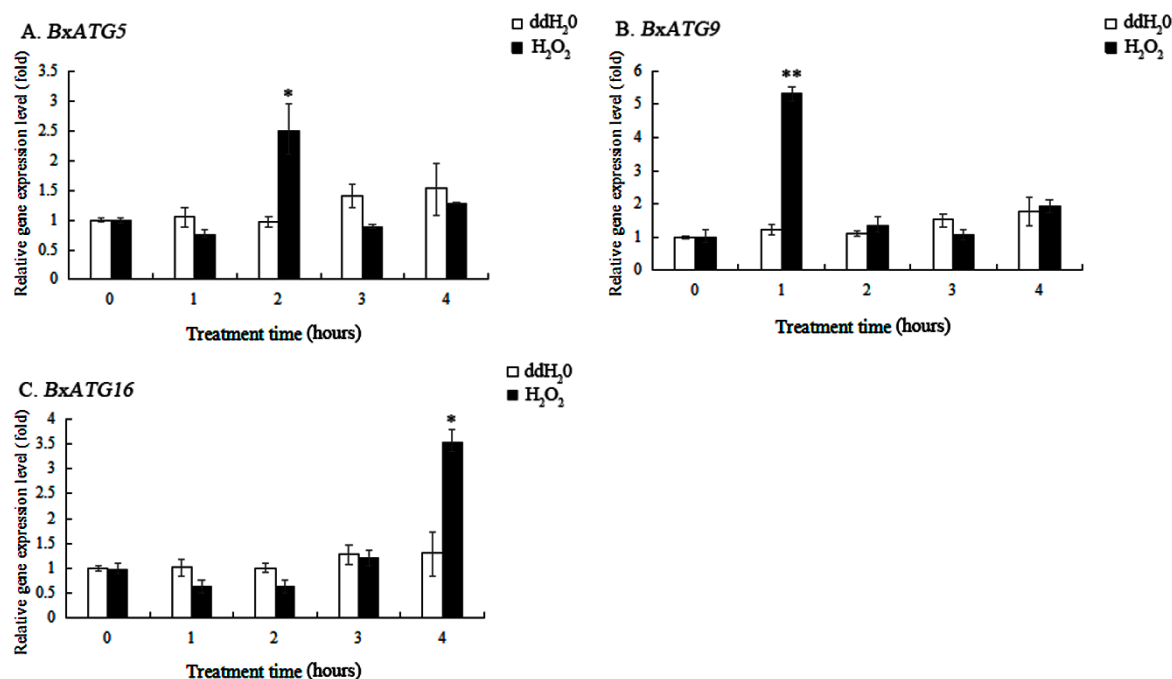 A. BxATG5
ddH₂0
H₂O₂
Relative gene expression level (fold)
3.5
3
2.5
2
1.5
1
0.5
0
*
0 1 2 3 4
Treatment time (hours)
B. BxATG9
ddH₂0
H₂O₂
Relative gene expression level (fold)
6
5
4
3
2
1
0
**
0 1 2 3 4
Treatment time (hours)
C. BxATG16
ddH₂0
H₂O₂
Relative gene expression level (fold)
4
3.5
3
2.5
2
1.5
1
0.5
0
*
0 1 2 3 4
Treatment time (hours)